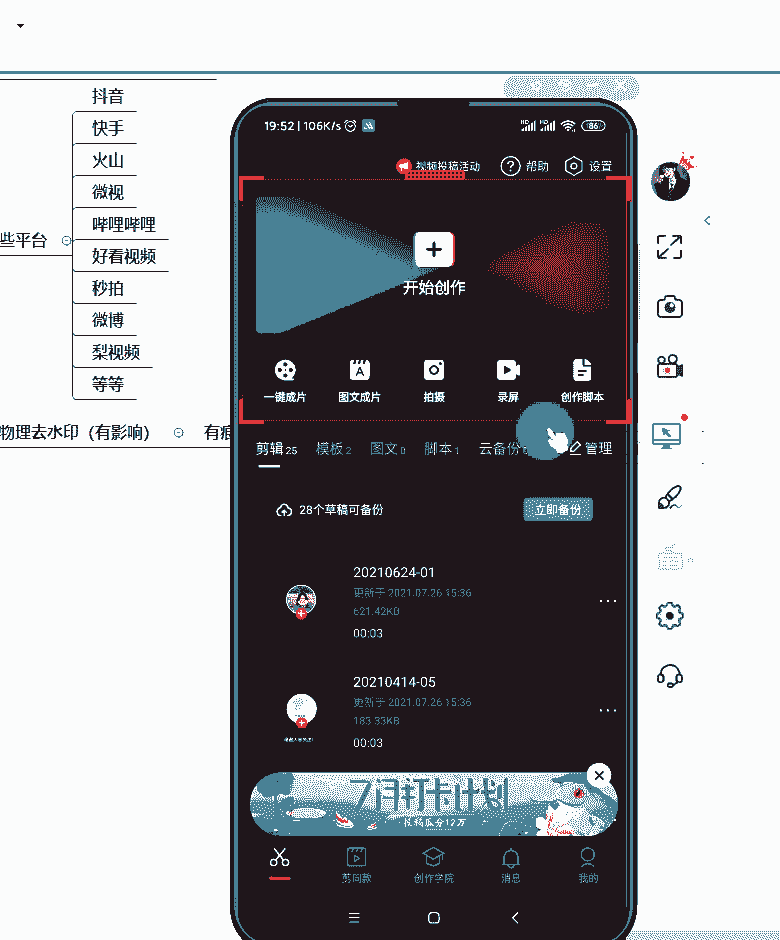 抖音
快手
火山
微视
哔哩哔哩
些平台
好看视频
秒拍
微博
梨视频
等等
物理去水印（有影响）
有痕
19:52 | 106K/s
86
视频投稿活动
帮助
设置
开始创作
一键成片
图文成片
拍摄
录屏
创作脚本
剪辑 25
模板 2
图文 0
脚本 1
云备份
管理
28个草稿可备份
立即备份
20210624-01
更新于 2021.07.26 15:36
621.42KB
00:03
20210414-05
更新于 2021.07.26 15:36
183.33KB
00:03
7月打卡计划
投稿瓜分12万
剪同款
创作学院
消息
我的